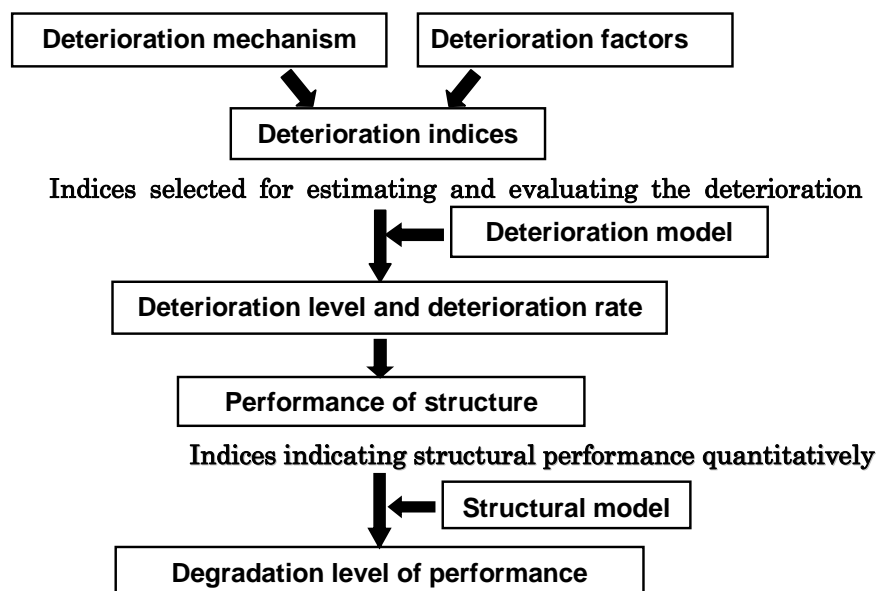 Deterioration mechanism
Deterioration factors
Deterioration indices
Indices selected for estimating and evaluating the deterioration
Deterioration model
Deterioration level and deterioration rate
Performance of structure
Indices indicating structural performance quantitatively
Structural model
Degradation level of performance